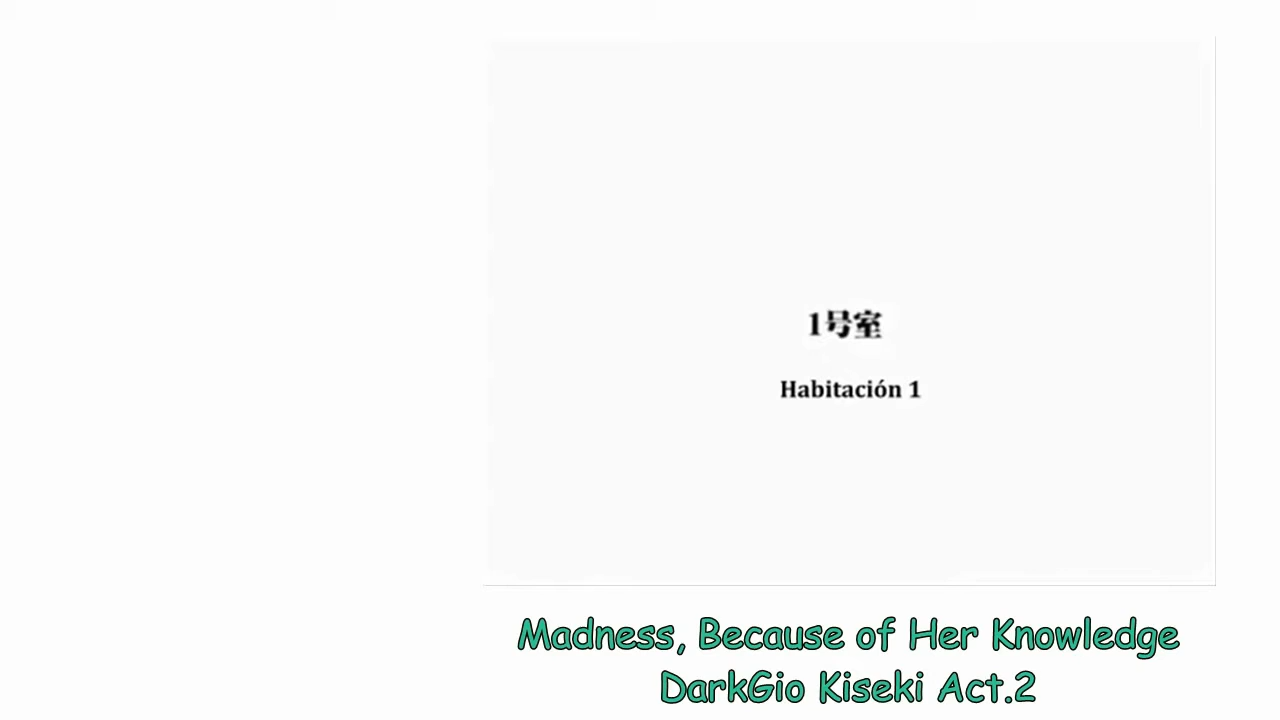 1号室
Habitación 1
Madness, Because of Her Knowledge
DarkGio Kiseki Act.2